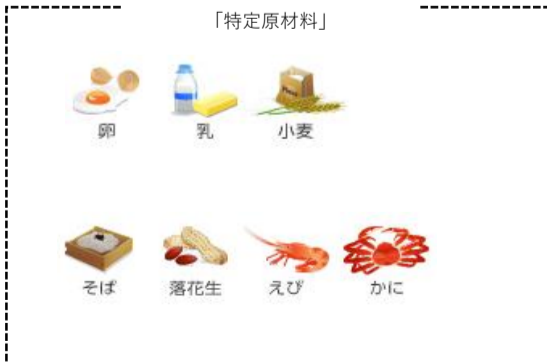 「特定原材料」
卵 乳 小麦
そば 落花生 えび かに